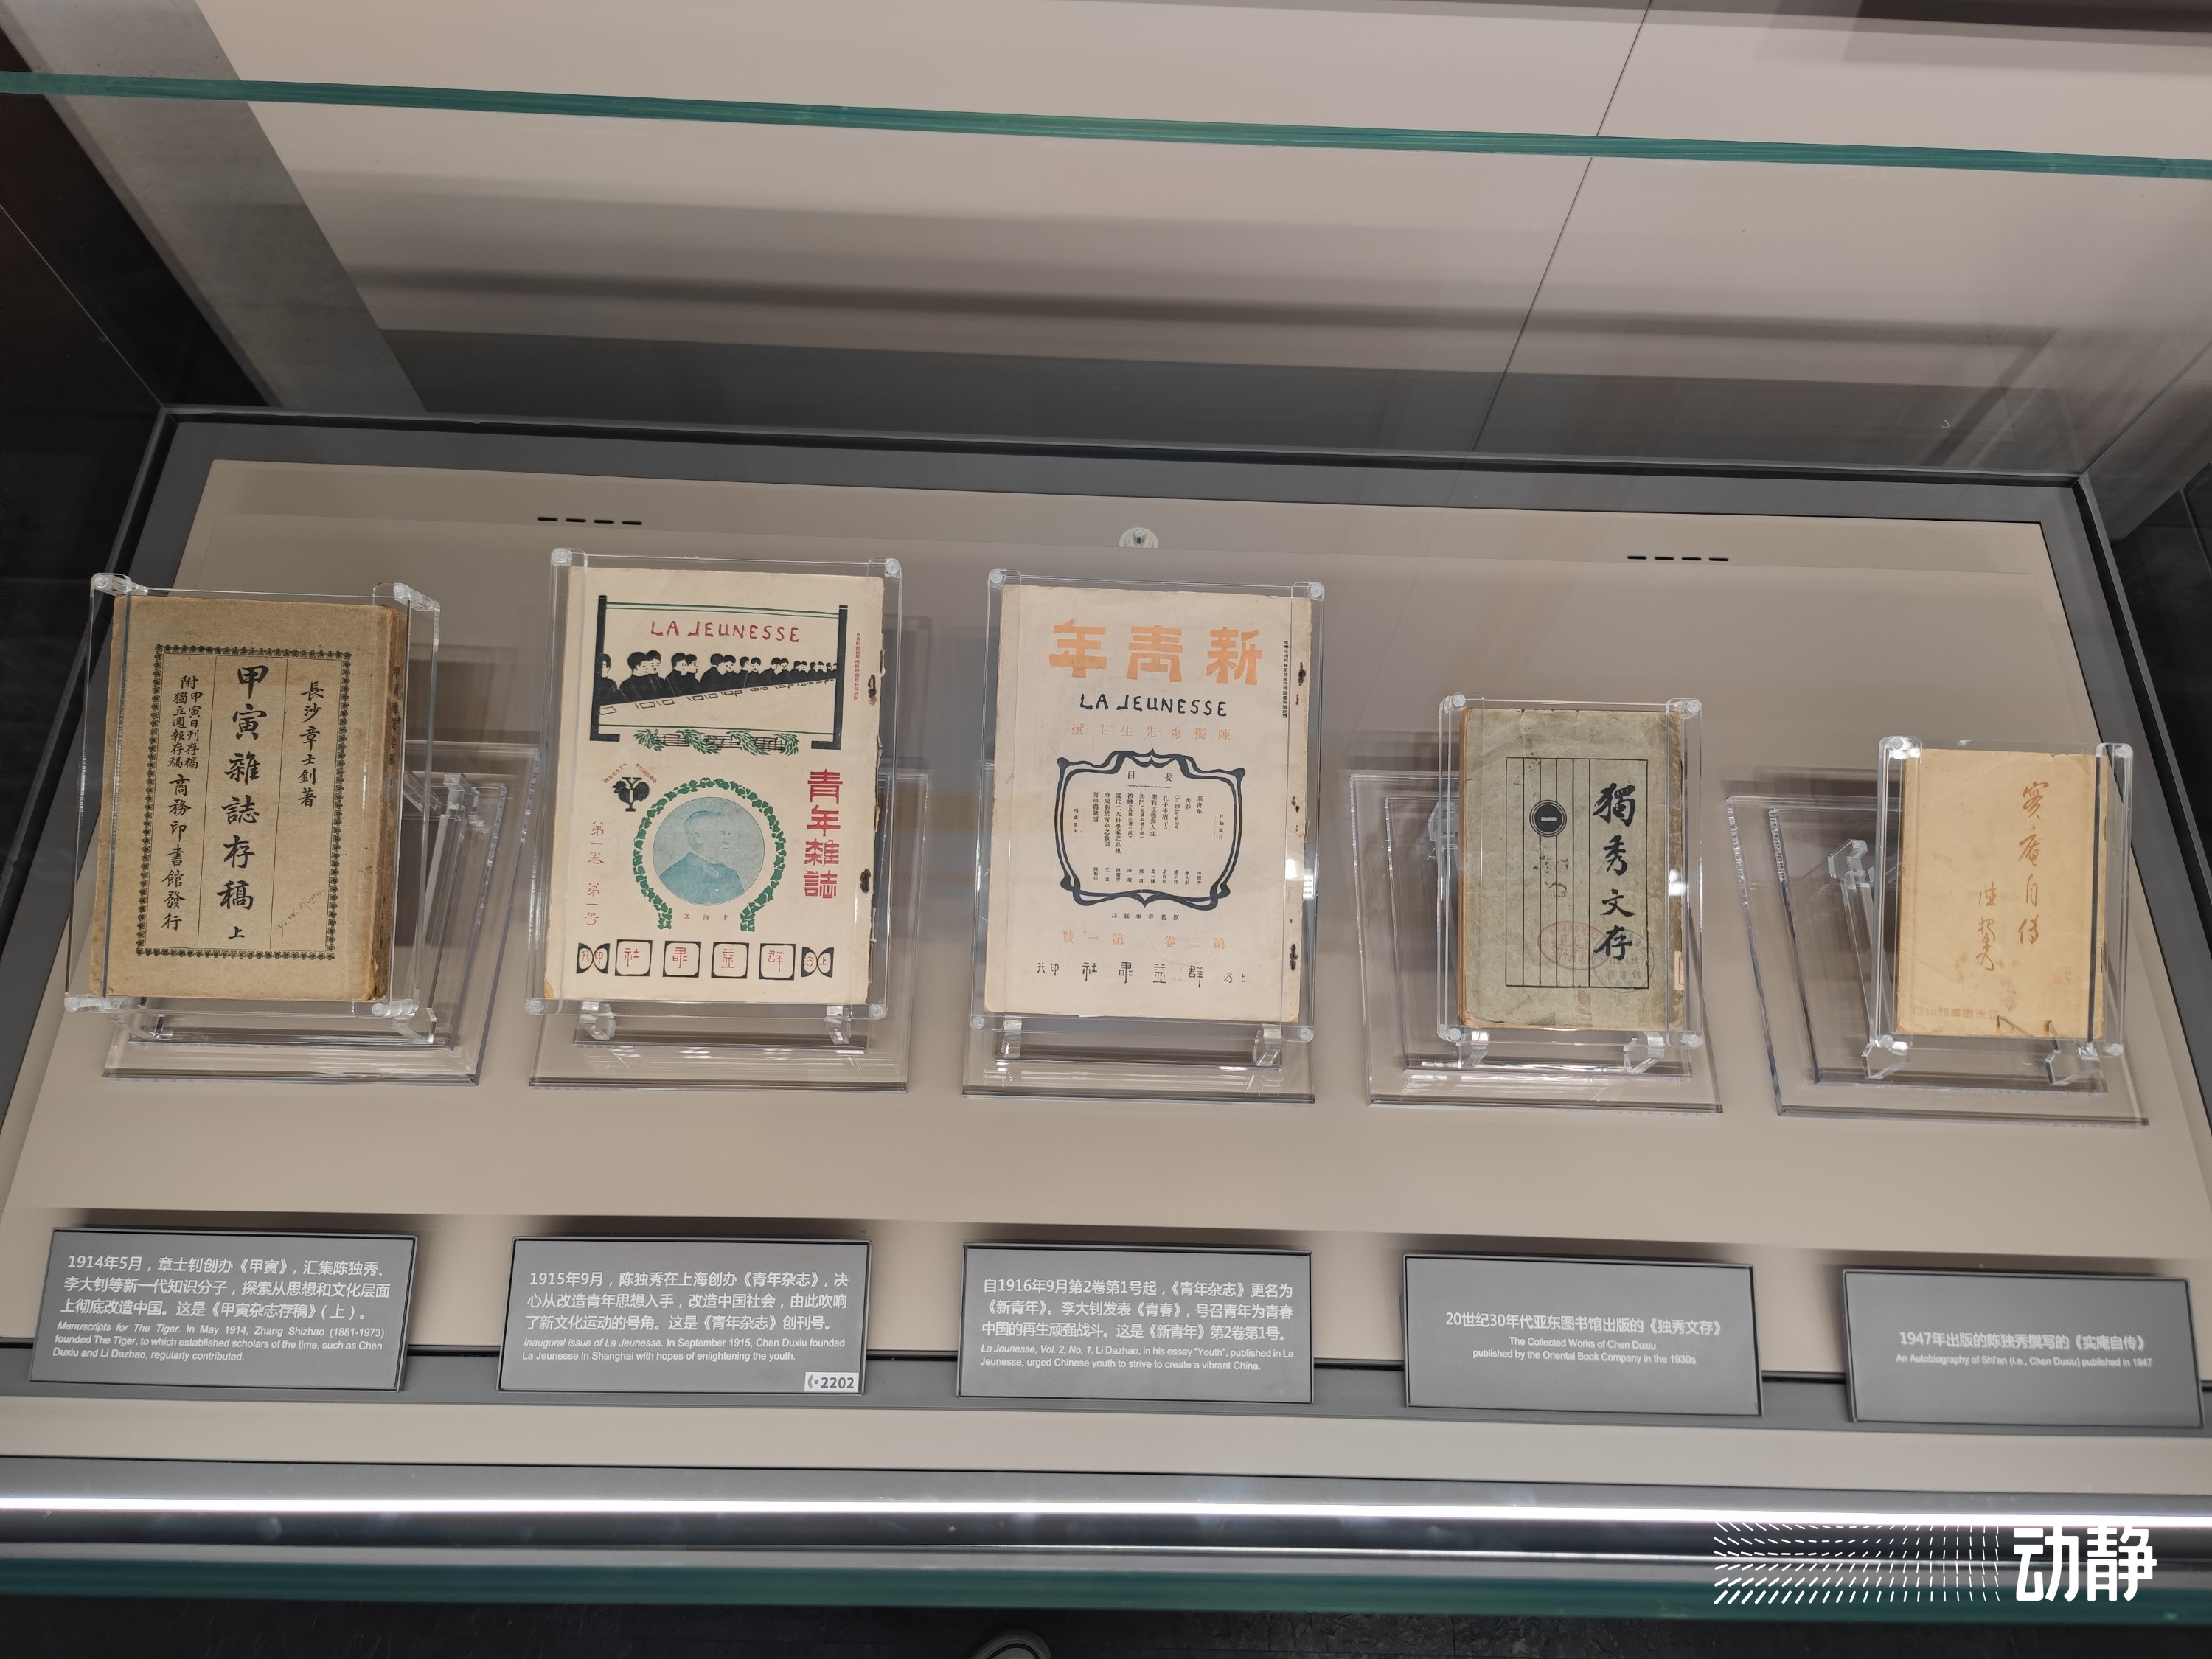 長沙章士釗著
甲寅雜誌存稿 上
附甲寅日刊存稿
獨立週報存稿
商務印書館發行
LA JEUNESSE
青年雜誌
第一卷 第一号
卡內基
上海 群益書社 印行
新青年
LA JEUNESSE
陳獨秀先生主撰
要目
原名青年雜誌
第二卷 第一號
上海 群益書社 印行
獨秀文存
一
實庵自傳
陳獨秀
1914年5月，章士钊创办《甲寅》，汇集陈独秀、
李大钊等新一代知识分子，探索从思想和文化层面
上彻底改造中国。这是《甲寅杂志存稿》（上）。
Manuscripts for The Tiger. In May 1914, Zhang Shizhao (1881-1973)
founded The Tiger, to which established scholars of the time, such as Chen
Duxiu and Li Dazhao, regularly contributed.
1915年9月，陈独秀在上海创办《青年杂志》，决
心从改造青年思想入手，改造中国社会，由此吹响
了新文化运动的号角。这是《青年杂志》创刊号。
Inaugural issue of La Jeunesse. In September 1915, Chen Duxiu founded
La Jeunesse in Shanghai with hopes of enlightening the youth.
2202
自1916年9月第2卷第1号起，《青年杂志》更名为
《新青年》。李大钊发表《青春》，号召青年为青春
中国的再生顽强战斗。这是《新青年》第2卷第1号。
La Jeunesse, Vol. 2, No. 1. Li Dazhao, in his essay "Youth", published in La
Jeunesse, urged Chinese youth to strive to create a vibrant China.
20世纪30年代亚东图书馆出版的《独秀文存》
The Collected Works of Chen Duxiu
published by the Oriental Book Company in the 1930s
1947年出版的陈独秀撰写的《实庵自传》
An Autobiography of Shi'an (i.e., Chen Duxiu) published in 1947
动静